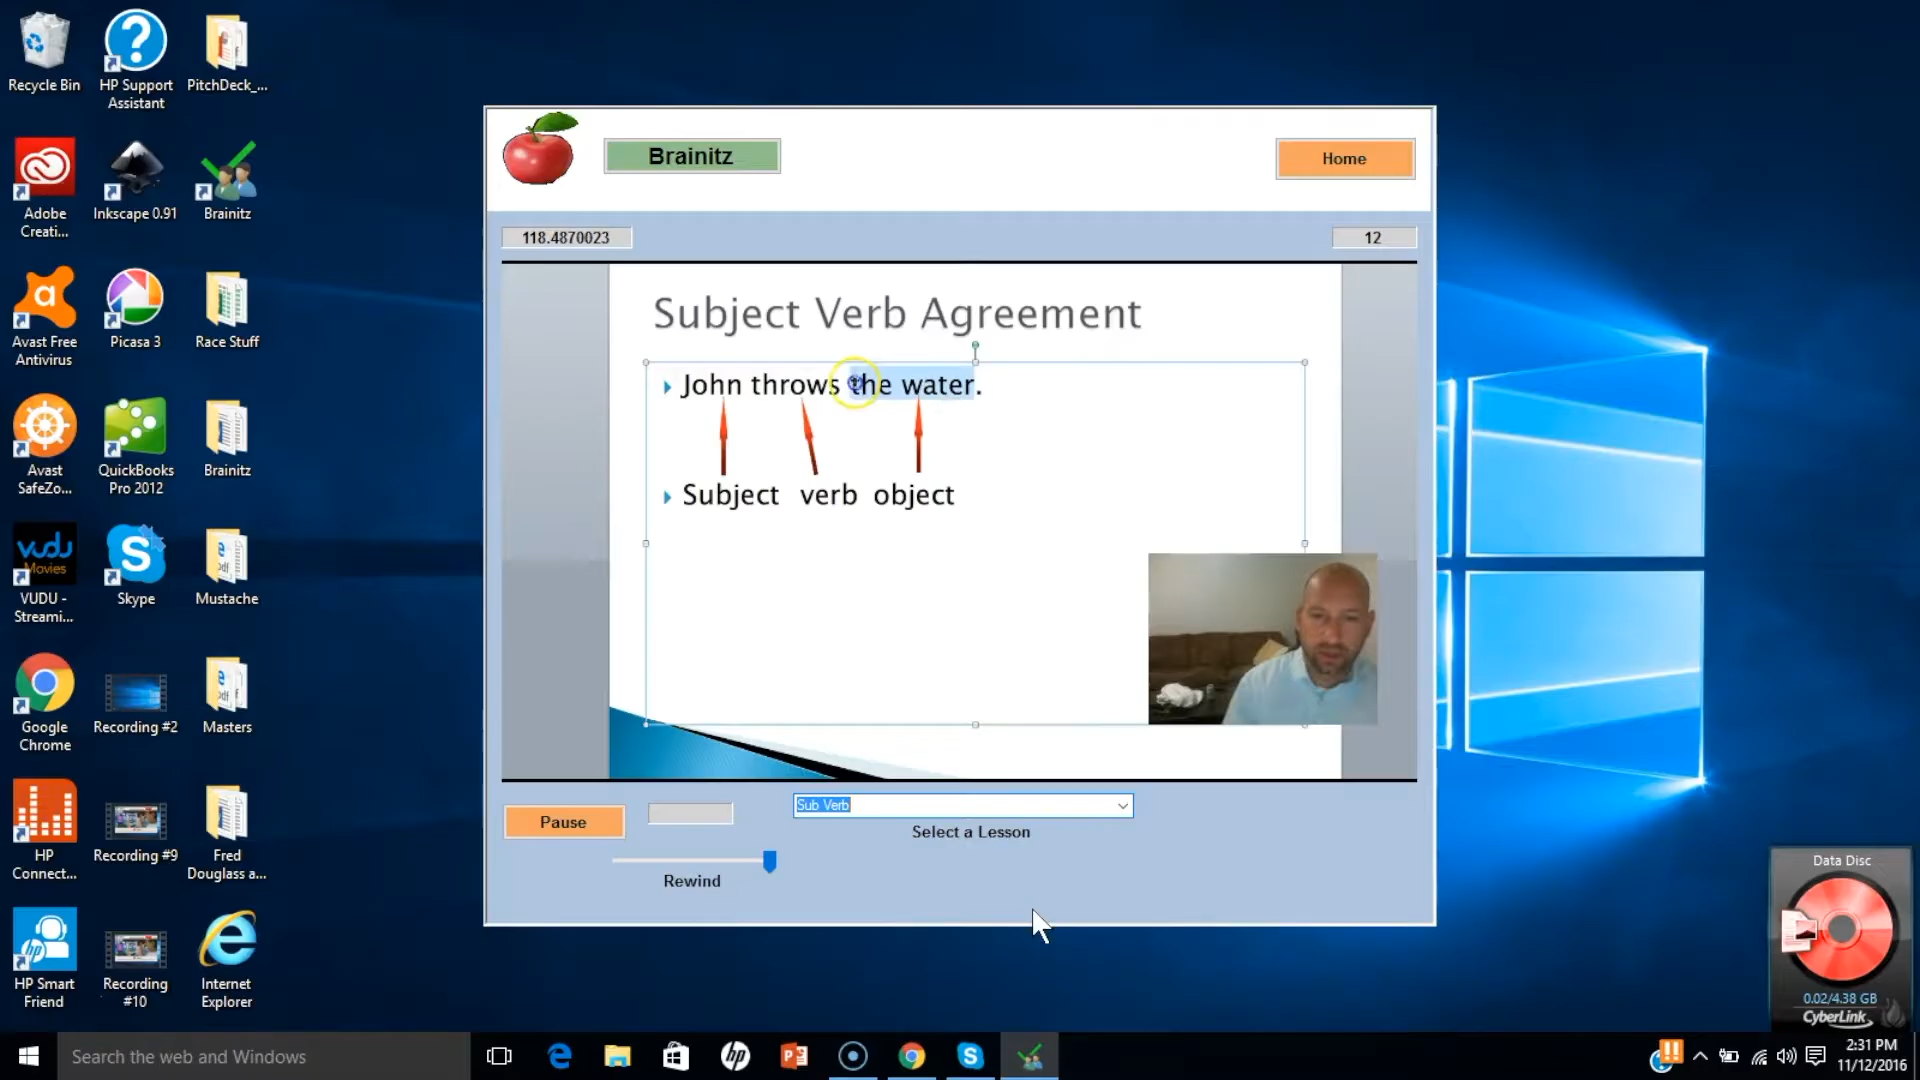 Recycle Bin
HP Support
Assistant
PitchDeck_...
Adobe
Creati...
Inkscape 0.91
Brainitz
Avast Free
Antivirus
Picasa 3
Race Stuff
Avast
SafeZo...
QuickBooks
Pro 2012
Brainitz
VUDU
Movies
VUDU -
Streami...
Skype
Mustache
Google
Chrome
Recording #2
Masters
HP
Connect...
Recording #9
Fred
Douglass a...
HP Smart
Friend
Recording
#10
Internet
Explorer
Brainitz
Home
118.4870023
12
Subject Verb Agreement
John throws the water.
Subject verb object
Pause
Sub Verb
Select a Lesson
Rewind
Data Disc
0.02/4.38 GB
CyberLink
Search the web and Windows
2:31 PM
11/12/2016